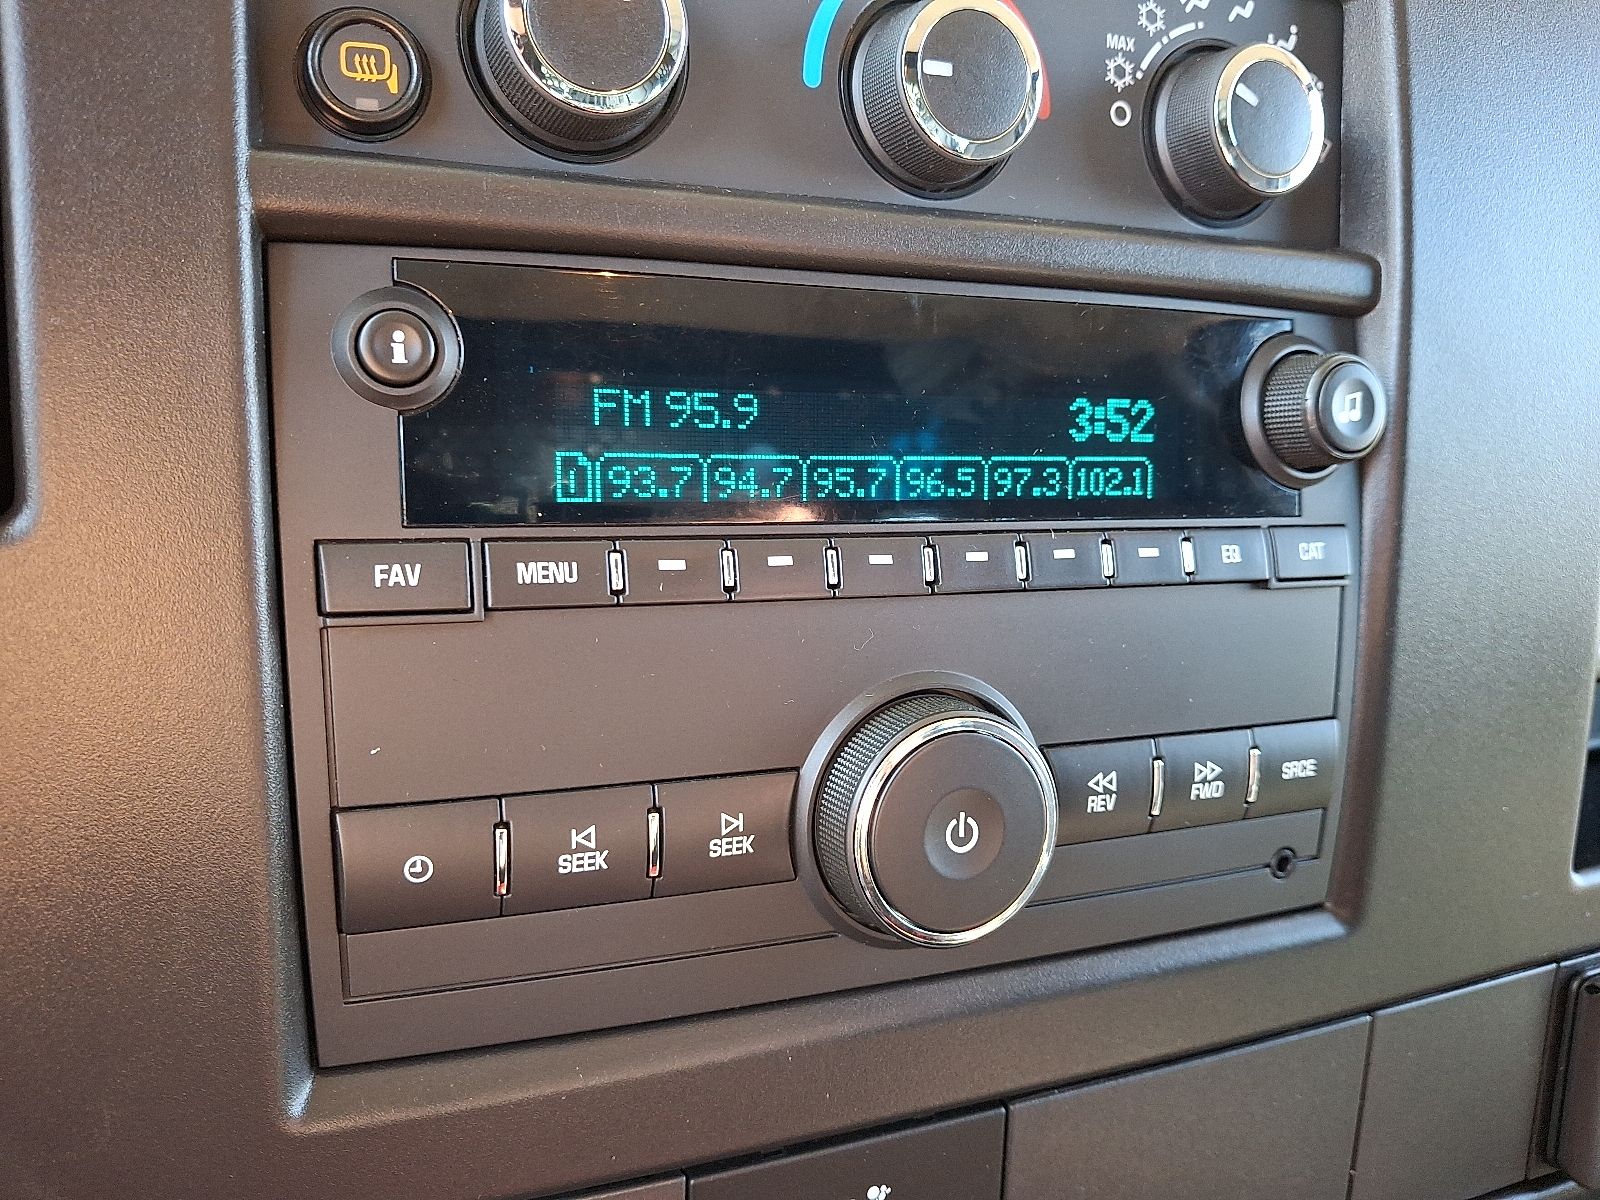 MAX
i
FM 95.9 3:52
1 93.7 94.7 95.7 96.5 97.3 102.1
FAV MENU EQ CAT
SEEK SEEK REV FWD SRCE